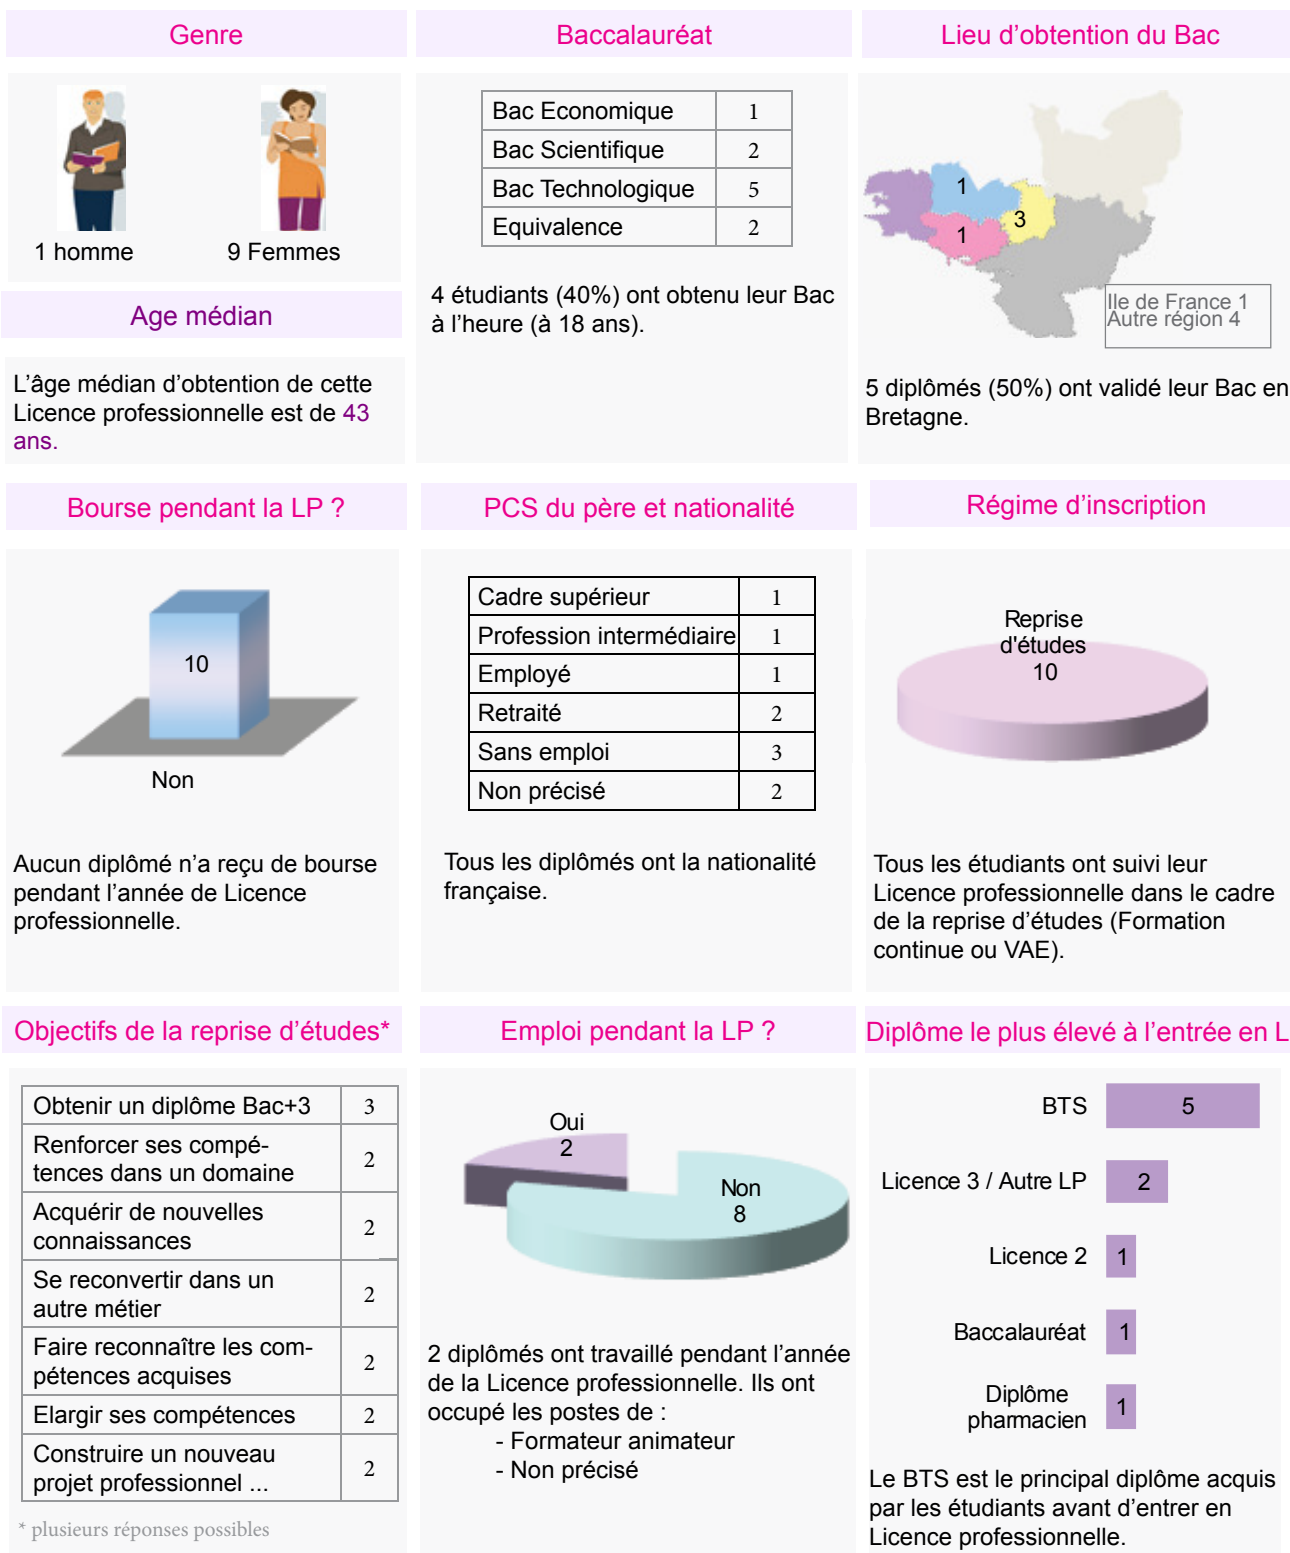 Genre
1 homme
9 Femmes
Age médian
L'âge médian d'obtention de cette
Licence professionnelle est de 43
ans.
Baccalauréat
Bac Economique 1
Bac Scientifique 2
Bac Technologique 5
Equivalence 2
4 étudiants (40%) ont obtenu leur Bac
à l'heure (à 18 ans).
Lieu d'obtention du Bac
1
3
1
Ile de France 1
Autre région 4
5 diplômés (50%) ont validé leur Bac en
Bretagne.
Bourse pendant la LP ?
10
Non
Aucun diplômé n'a reçu de bourse
pendant l'année de Licence
professionnelle.
PCS du père et nationalité
Cadre supérieur 1
Profession intermédiaire 1
Employé 1
Retraité 2
Sans emploi 3
Non précisé 2
Tous les diplômés ont la nationalité
française.
Régime d'inscription
Reprise
d'études
10
Tous les étudiants ont suivi leur
Licence professionnelle dans le cadre
de la reprise d'études (Formation
continue ou VAE).
Objectifs de la reprise d'études*
Obtenir un diplôme Bac+3 3
Renforcer ses compé-
tences dans un domaine 2
Acquérir de nouvelles
connaissances 2
Se reconvertir dans un
autre métier 2
Faire reconnaître les com-
pétences acquises 2
Elargir ses compétences 2
Construire un nouveau
projet professionnel ... 2
* plusieurs réponses possibles
Emploi pendant la LP ?
Oui
2
Non
8
2 diplômés ont travaillé pendant l'année
de la Licence professionnelle. Ils ont
occupé les postes de :
- Formateur animateur
- Non précisé
Diplôme le plus élevé à l'entrée en L
BTS 5
Licence 3 / Autre LP 2
Licence 2 1
Baccalauréat 1
Diplôme
pharmacien 1
Le BTS est le principal diplôme acquis
par les étudiants avant d'entrer en
Licence professionnelle.